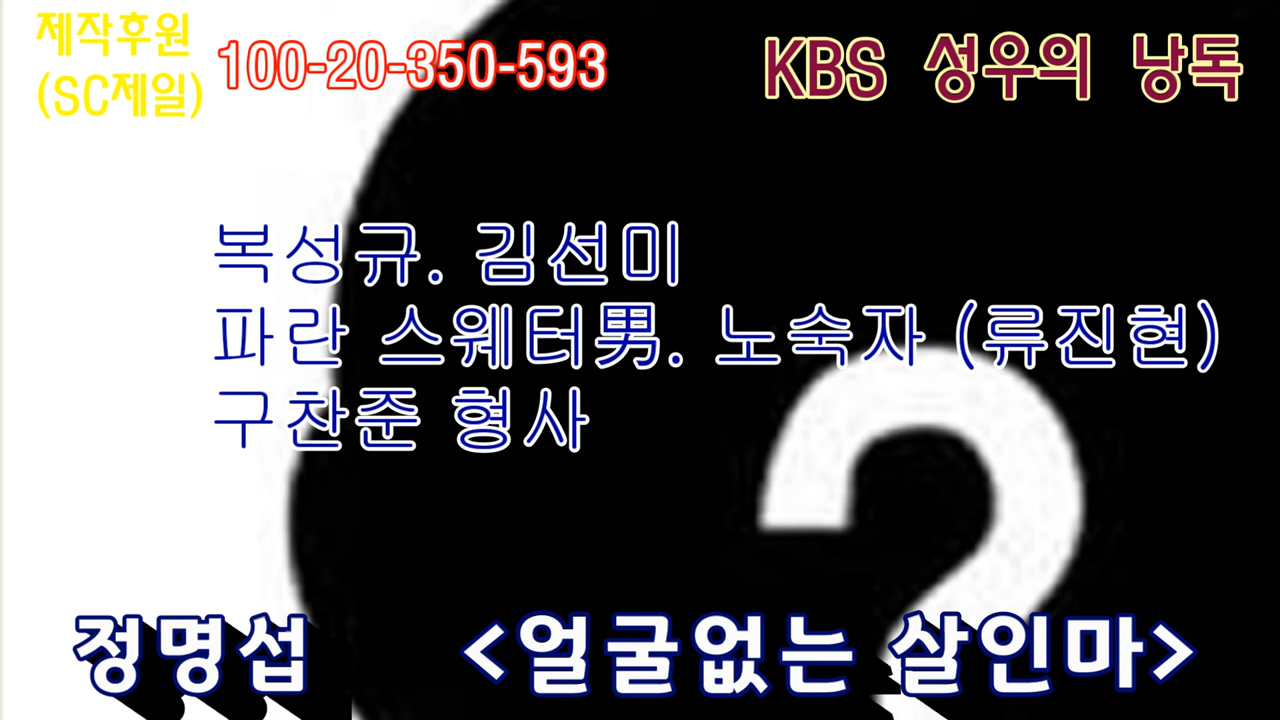 제작후원
(SC제일)
100-20-350-593
KBS 성우의 낭독
복성규. 김선미
파란 스웨터男. 노숙자 (류진현)
구찬준 형사
정명섭 <얼굴없는 살인마>